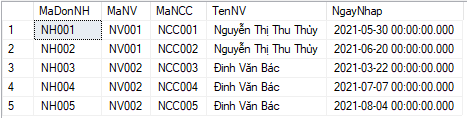 MaDonNH MaNV MaNCC TenNV NgayNhap
1 NH001 NV001 NCC001 Nguyễn Thị Thu Thủy 2021-05-30 00:00:00.000
2 NH002 NV001 NCC002 Nguyễn Thị Thu Thủy 2021-06-20 00:00:00.000
3 NH003 NV002 NCC003 Đinh Văn Bác 2021-03-22 00:00:00.000
4 NH004 NV002 NCC004 Đinh Văn Bác 2021-07-07 00:00:00.000
5 NH005 NV002 NCC005 Đinh Văn Bác 2021-08-04 00:00:00.000